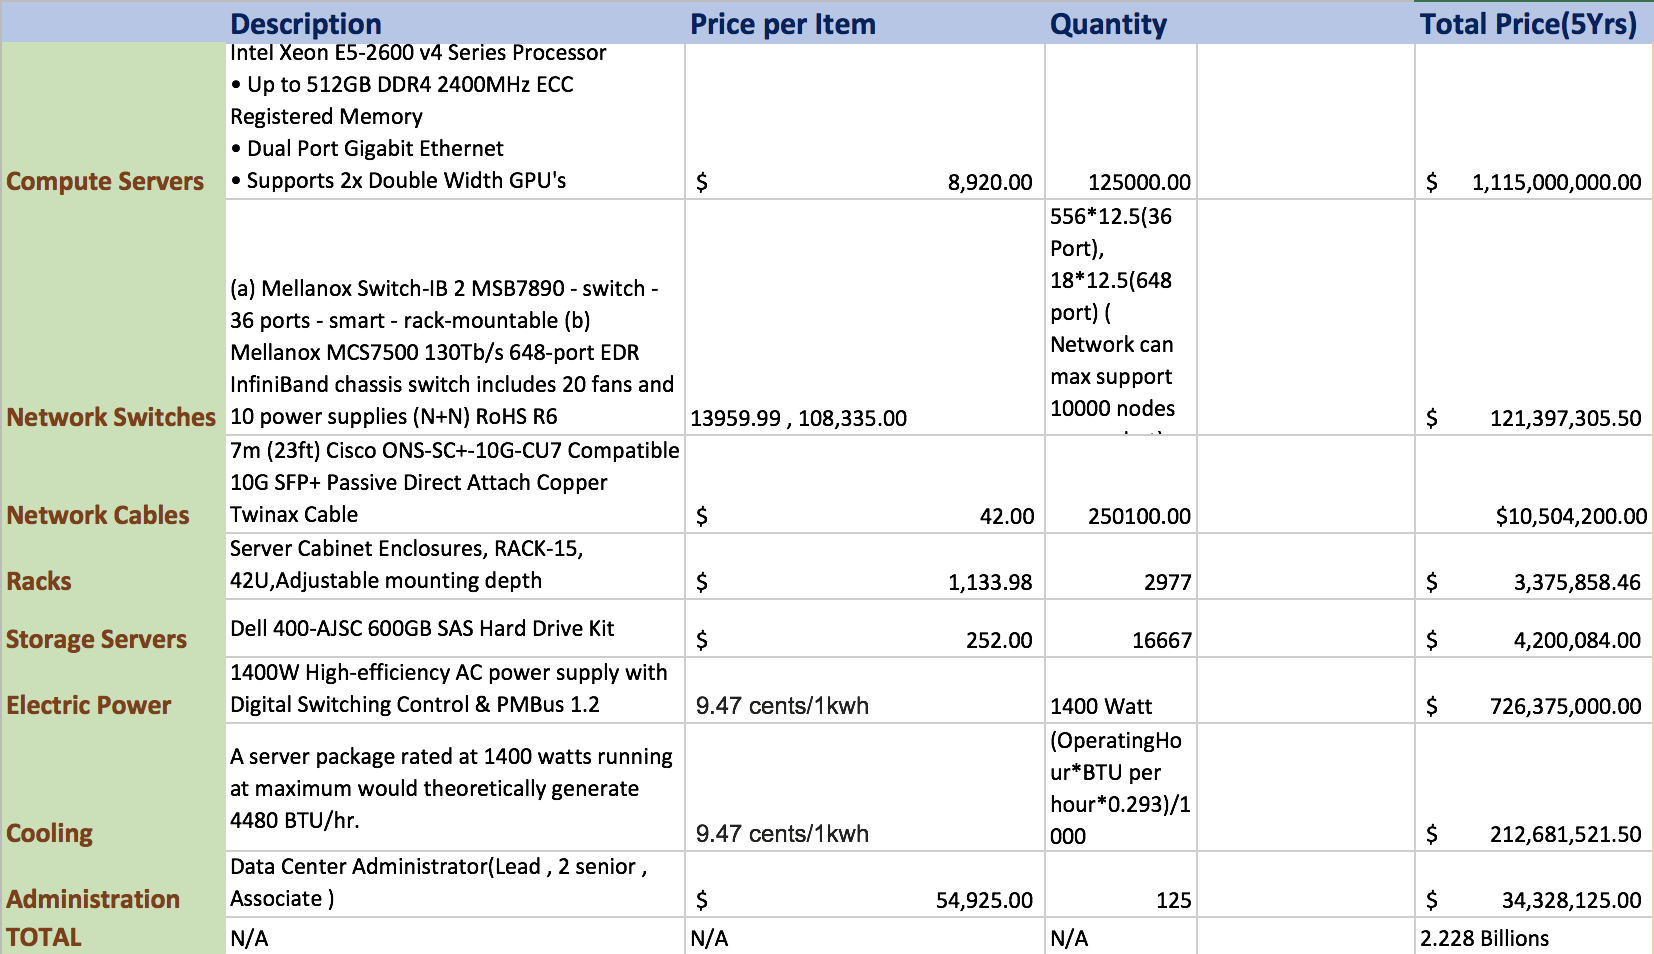 Description Price per Item Quantity Total Price(5Yrs)
Intel Xeon E5-2600 v4 Series Processor
• Up to 512GB DDR4 2400MHz ECC
Registered Memory
• Dual Port Gigabit Ethernet
Compute Servers • Supports 2x Double Width GPU's $ 8,920.00 125000.00 $ 1,115,000,000.00
556*12.5(36
Port),
18*12.5(648
port) (
Network can
max support
10000 nodes
(a) Mellanox Switch-IB 2 MSB7890 - switch -
36 ports - smart - rack-mountable (b)
Mellanox MCS7500 130Tb/s 648-port EDR
InfiniBand chassis switch includes 20 fans and
Network Switches 10 power supplies (N+N) RoHS R6 13959.99 , 108,335.00 $ 121,397,305.50
7m (23ft) Cisco ONS-SC+-10G-CU7 Compatible
10G SFP+ Passive Direct Attach Copper
Network Cables Twinax Cable $ 42.00 250100.00 $10,504,200.00
Server Cabinet Enclosures, RACK-15,
Racks 42U,Adjustable mounting depth $ 1,133.98 2977 $ 3,375,858.46
Storage Servers Dell 400-AJSC 600GB SAS Hard Drive Kit $ 252.00 16667 $ 4,200,084.00
1400W High-efficiency AC power supply with
Electric Power Digital Switching Control & PMBus 1.2 9.47 cents/1kwh 1400 Watt $ 726,375,000.00
(OperatingHo
ur*BTU per
hour*0.293)/1
000
A server package rated at 1400 watts running
at maximum would theoretically generate
4480 BTU/hr.
Cooling 9.47 cents/1kwh $ 212,681,521.50
Data Center Administrator(Lead , 2 senior ,
Administration Associate ) $ 54,925.00 125 $ 34,328,125.00
TOTAL N/A N/A N/A 2.228 Billions